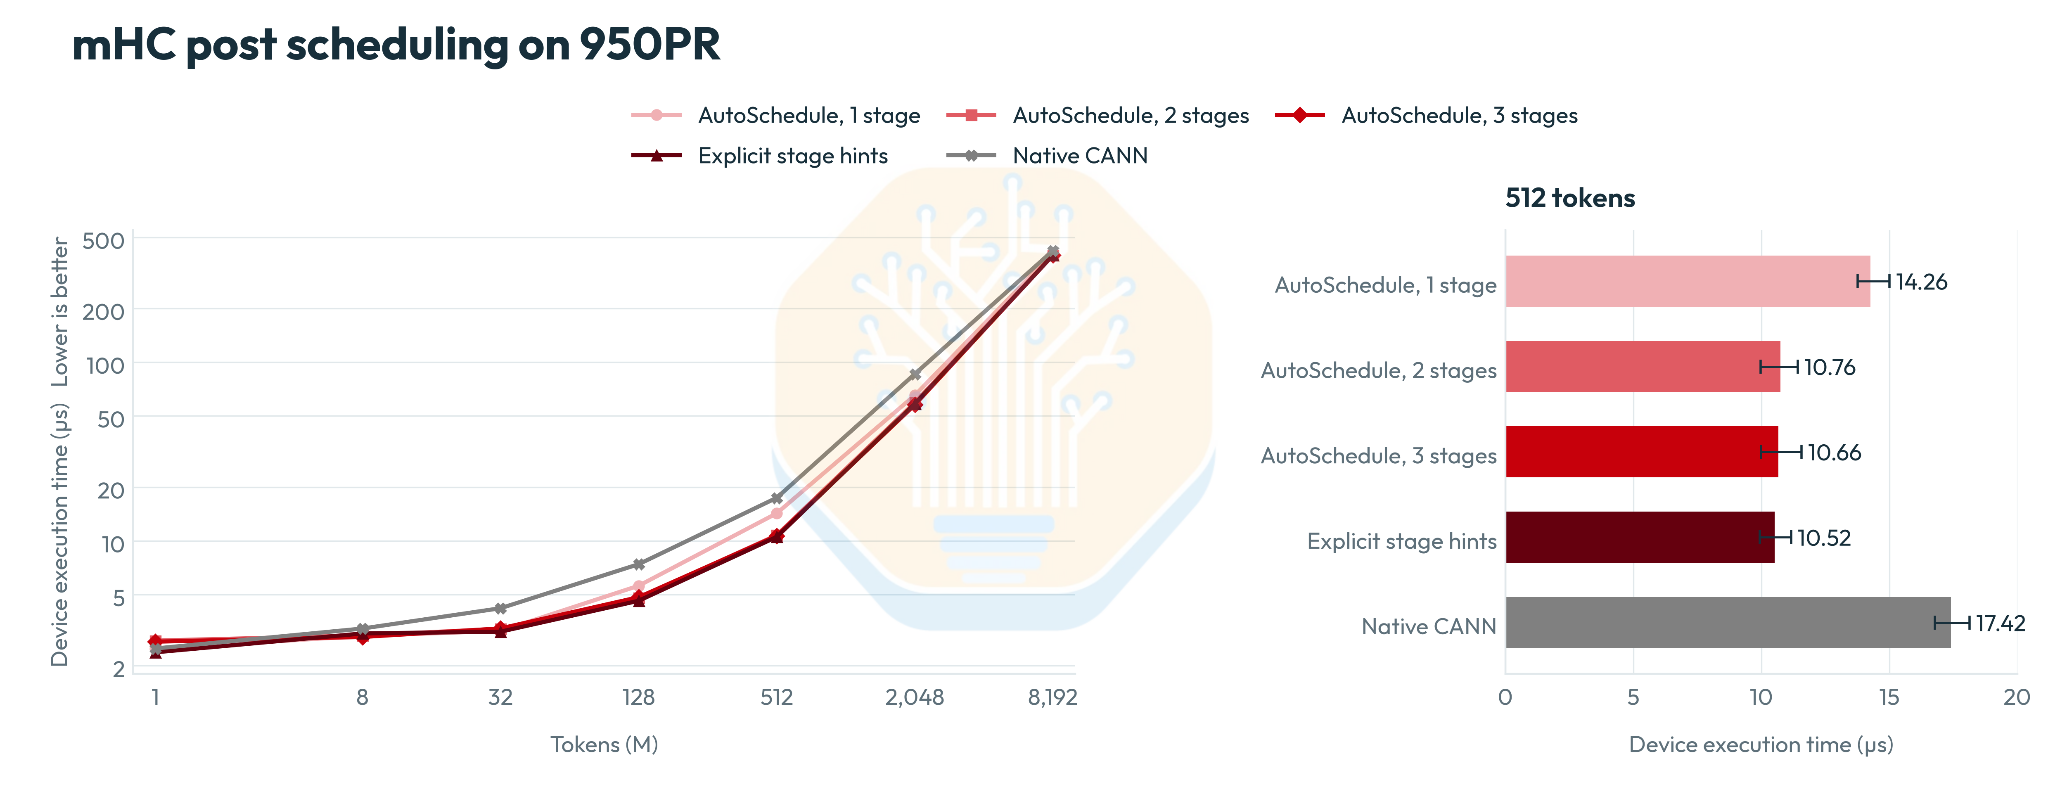 mHC post scheduling on 950PR
AutoSchedule, 1 stage
AutoSchedule, 2 stages
AutoSchedule, 3 stages
Explicit stage hints
Native CANN
Device execution time (µs) Lower is better
500
200
100
50
20
10
5
2
1
8
32
128
512
2,048
8,192
Tokens (M)
512 tokens
AutoSchedule, 1 stage
14.26
AutoSchedule, 2 stages
10.76
AutoSchedule, 3 stages
10.66
Explicit stage hints
10.52
Native CANN
17.42
0
5
10
15
20
Device execution time (µs)